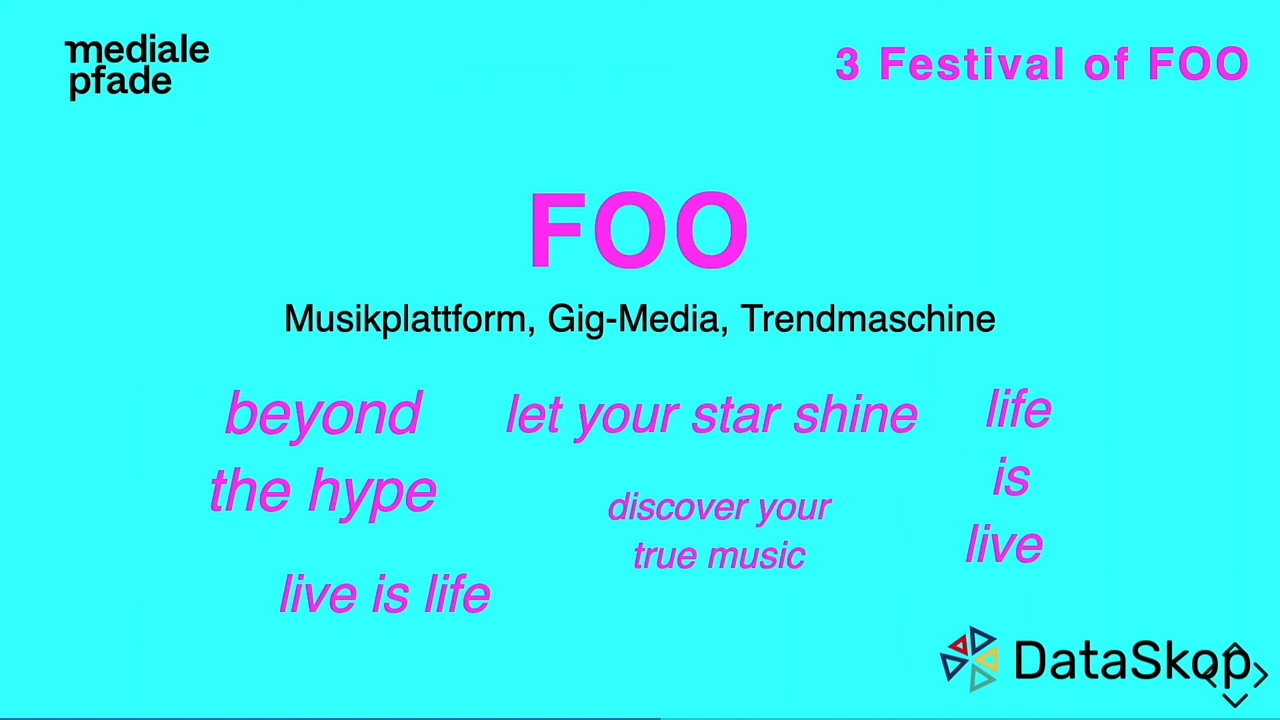 mediale
pfade
3 Festival of FOO
FOO
Musikplattform, Gig-Media, Trendmaschine
beyond
the hype
let your star shine
discover your
true music
life
is
live
live is life
DataSkop